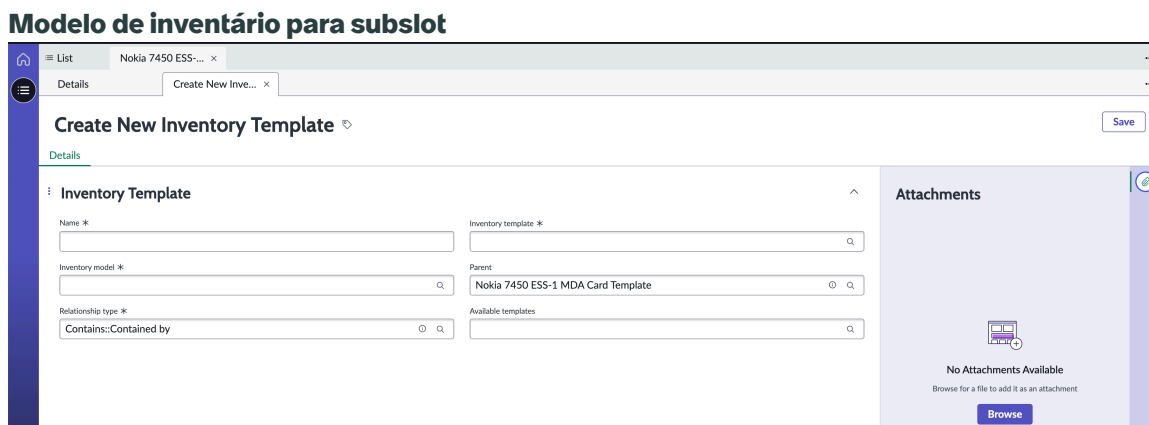 Modelo de inventário para subslot
List
Nokia 7450 ESS-... ×
Details
Create New Inve... ×
Create New Inventory Template
Save
Details
Inventory Template
Attachments
Name *
Inventory template *
Inventory model *
Parent
Nokia 7450 ESS-1 MDA Card Template
Relationship type *
Available templates
Contains::Contained by
No Attachments Available
Browse for a file to add it as an attachment
Browse